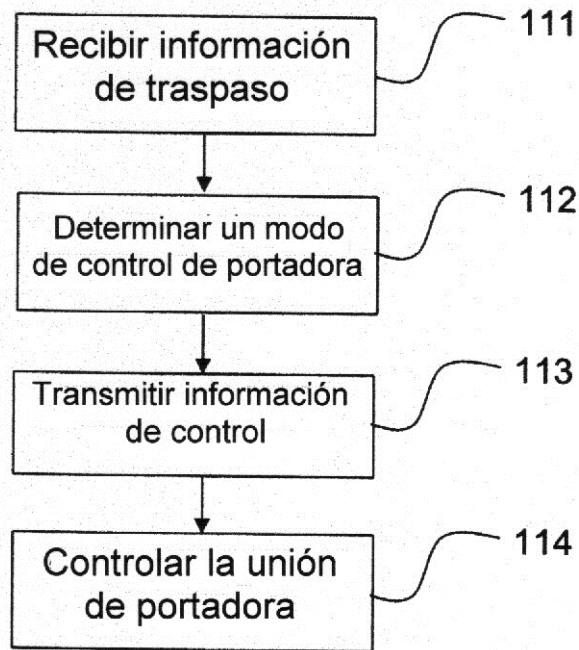 Recibir información
de traspaso
111
Determinar un modo
de control de portadora
112
Transmitir información
de control
113
Controlar la unión
de portadora
114